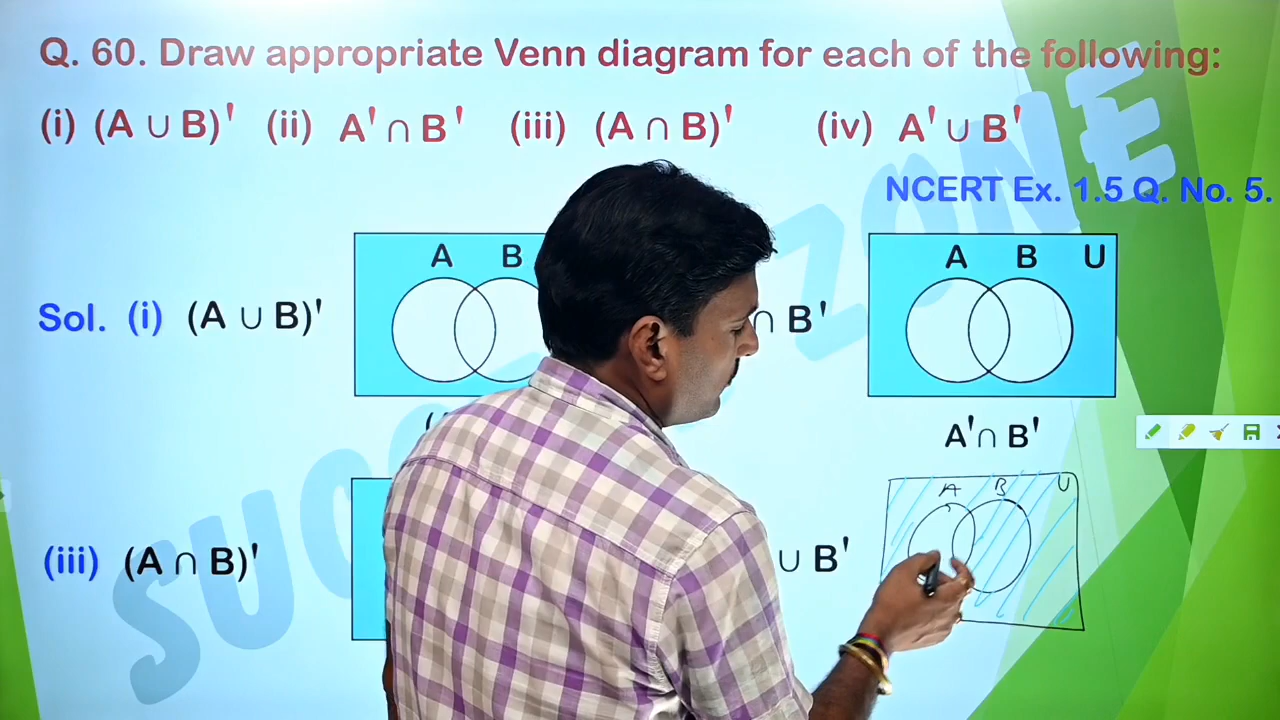 Q. 60. Draw appropriate Venn diagram for each of the following:
(i) (A ∪ B)' (ii) A' ∩ B' (iii) (A ∩ B)' (iv) A' ∪ B'
NCERT Ex. 1.5 Q. No. 5.
A B A B U
Sol. (i) (A ∪ B)' ∩ B'
A' ∩ B'
A B U
(iii) (A ∩ B)' ∪ B'
ZONE